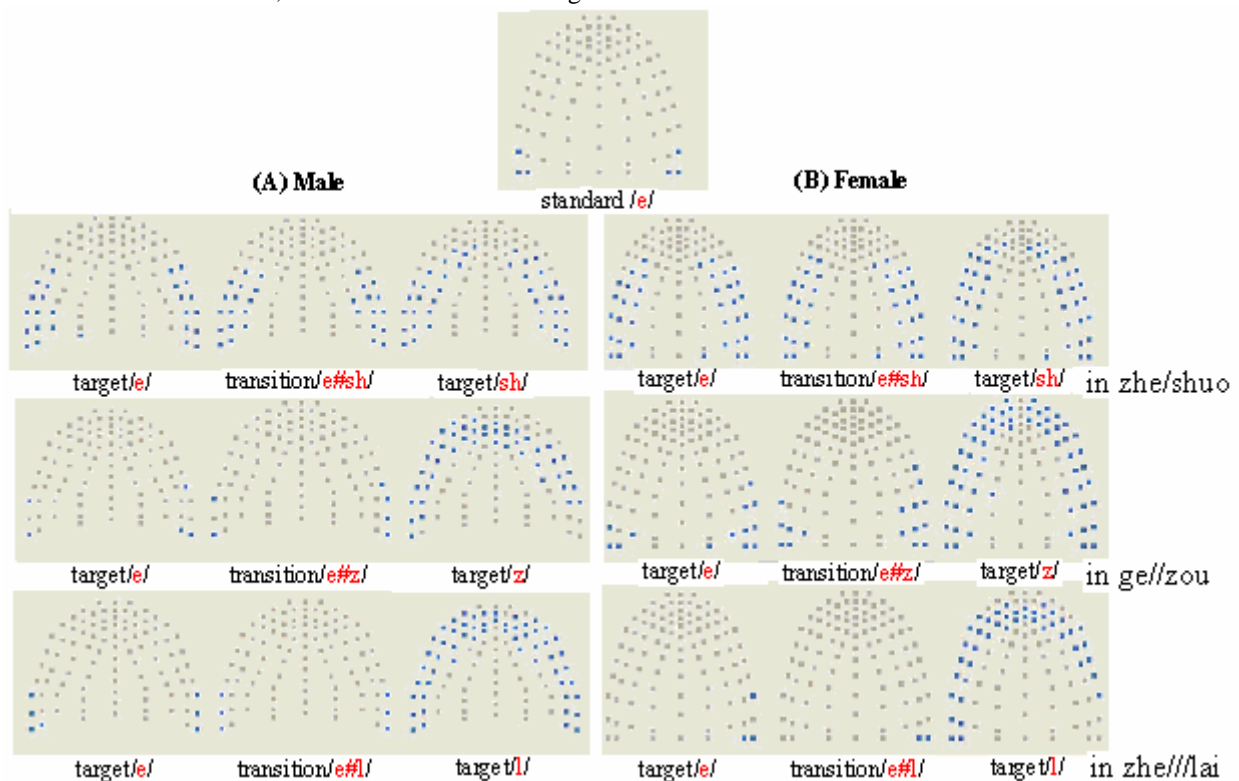 (A) Male
(B) Female
standard /e/
target/e/ transition/e#sh/ target/sh/ target/e/ transition/e#sh/ target/sh/ in zhe/shuo
target/e/ transition/e#z/ target/z/ target/e/ transition/e#z/ target/z/ in ge//zou
target/e/ transition/e#l/ target/l/ target/e/ transition/e#l/ target/l/ in zhe///lai